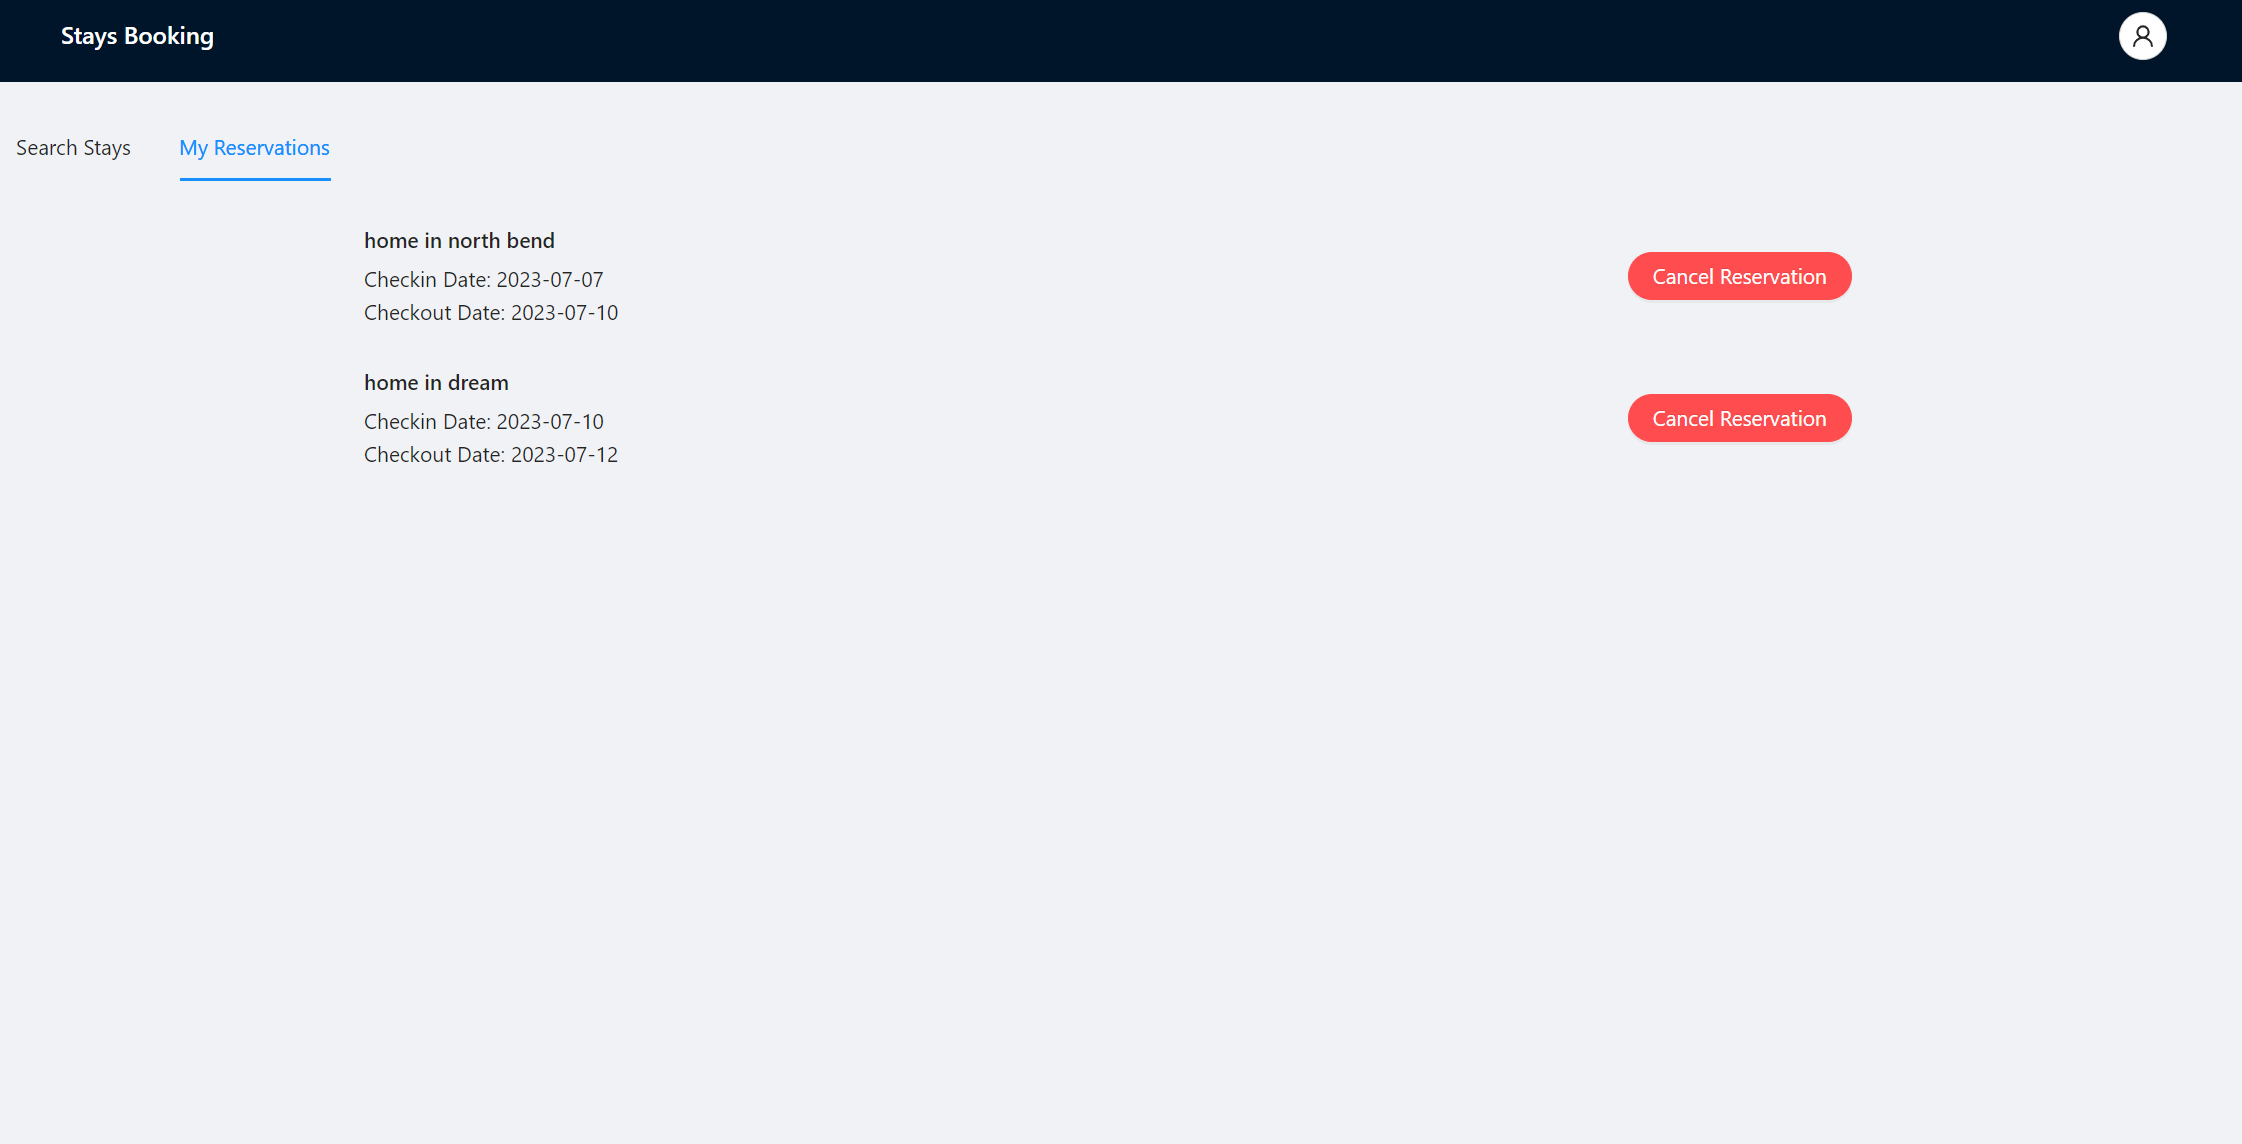 Stays Booking
Search Stays
My Reservations
home in north bend
Checkin Date: 2023-07-07
Checkout Date: 2023-07-10
Cancel Reservation
home in dream
Checkin Date: 2023-07-10
Checkout Date: 2023-07-12
Cancel Reservation